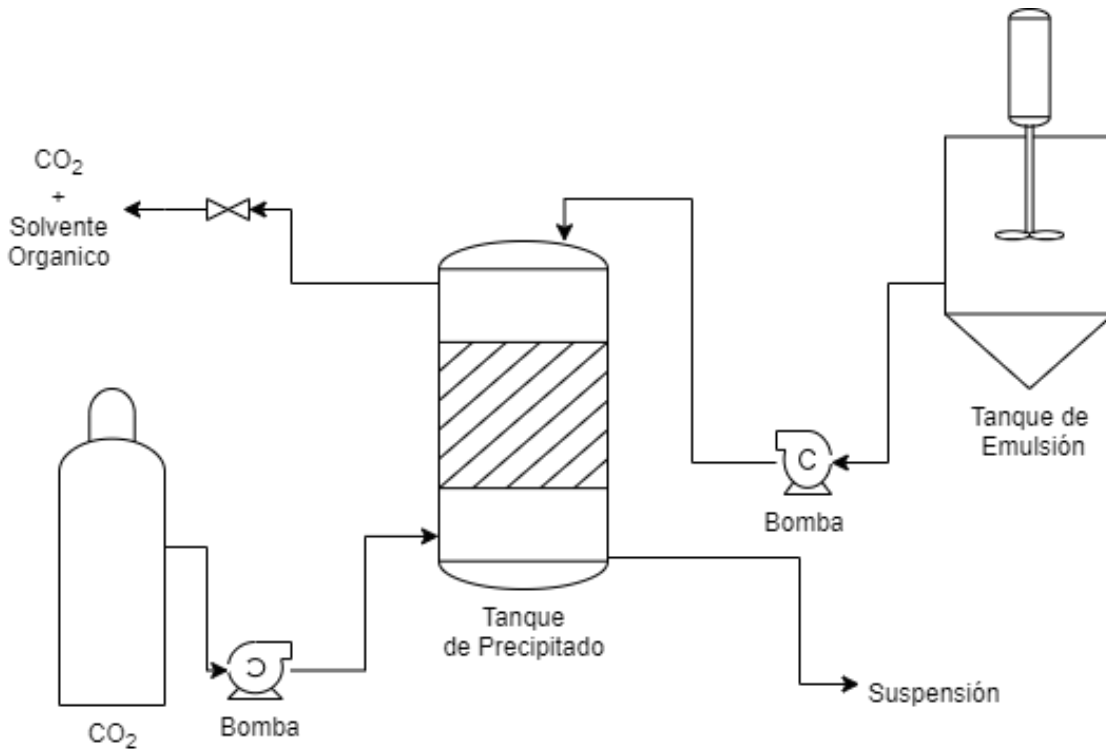 CO2
+
Solvente
Organico
Tanque de
Emulsión
C
Bomba
Tanque
de Precipitado
C
Bomba
CO2
Suspensión